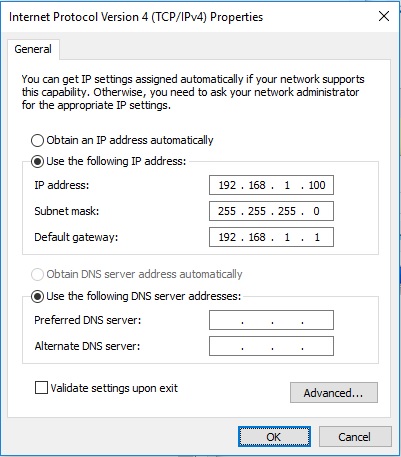 Internet Protocol Version 4 (TCP/IPv4) Properties
General
You can get IP settings assigned automatically if your network supports
this capability. Otherwise, you need to ask your network administrator
for the appropriate IP settings.
Obtain an IP address automatically
Use the following IP address:
IP address: 192 . 168 . 1 . 100
Subnet mask: 255 . 255 . 255 . 0
Default gateway: 192 . 168 . 1 . 1
Obtain DNS server address automatically
Use the following DNS server addresses:
Preferred DNS server: . . .
Alternate DNS server: . . .
Validate settings upon exit
Advanced...
OK Cancel